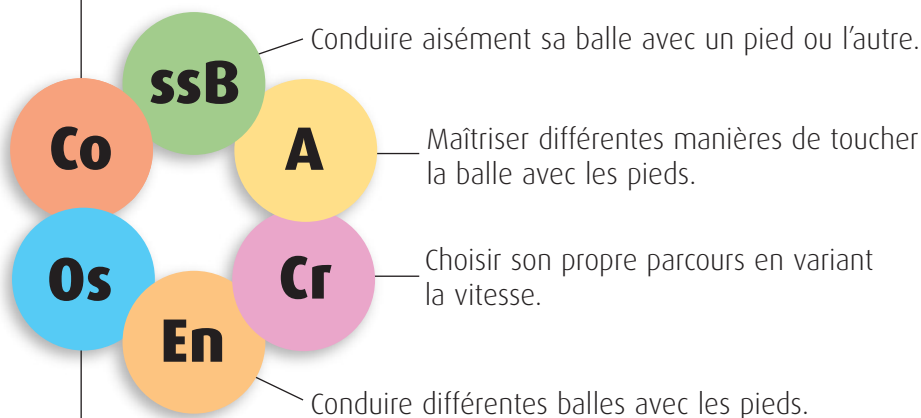 ssB
Conduire aisément sa balle avec un pied ou l’autre.
Co
A
Maîtriser différentes manières de toucher
la balle avec les pieds.
Os
Cr
Choisir son propre parcours en variant
la vitesse.
En
Conduire différentes balles avec les pieds.